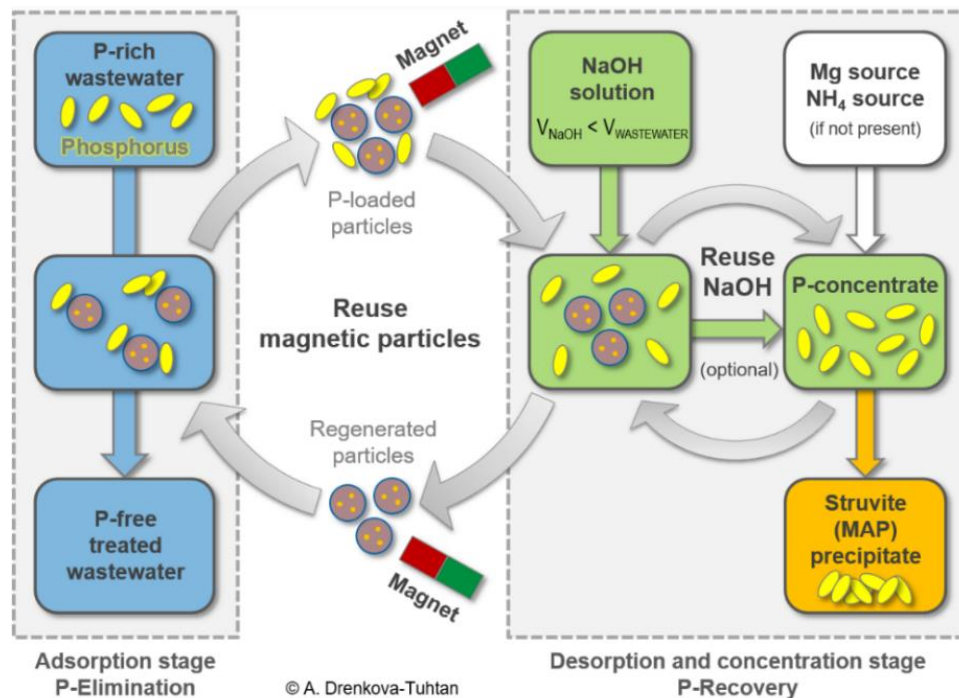 P-rich
wastewater
Phosphorus
P-free
treated
wastewater
Adsorption stage
P-Elimination
Magnet
P-loaded
particles
Reuse
magnetic particles
Regenerated
particles
Magnet
© A. Drenkova-Tuhtan
NaOH
solution
V_NaOH < V_WASTEWATER
Mg source
NH₄ source
(if not present)
Reuse
NaOH
(optional)
P-concentrate
Struvite
(MAP)
precipitate
Desorption and concentration stage
P-Recovery